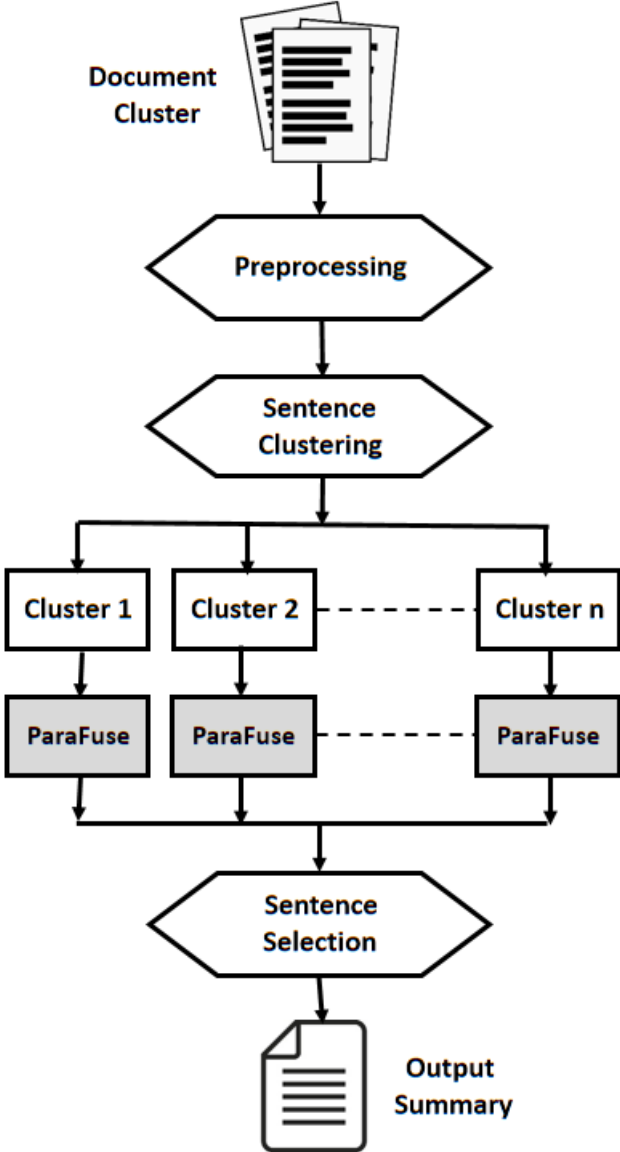 Document
Cluster
Preprocessing
Sentence
Clustering
Cluster 1
Cluster 2
Cluster n
ParaFuse
ParaFuse
ParaFuse
Sentence
Selection
Output
Summary